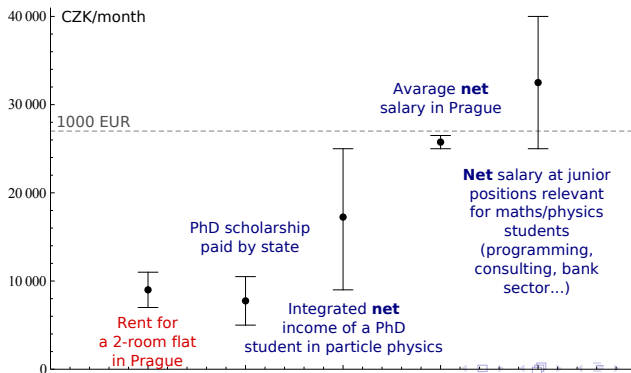 40 000
CZK/month
30 000
20 000
10 000
0
1000 EUR
Avarage net
salary in Prague
Net salary at junior
positions relevant
for maths/physics
students
(programming,
consulting, bank
sector...)
PhD scholarship
paid by state
Integrated net
income of a PhD
student in particle physics
Rent for
a 2-room flat
in Prague